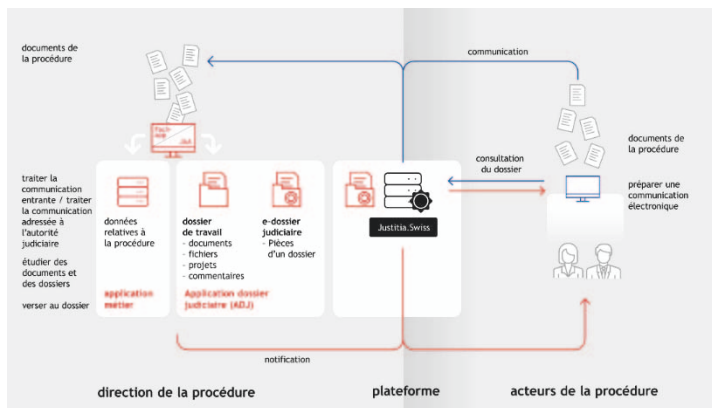 documents de
la procédure
communication
documents de
la procédure
consultation
du dossier
préparer une
communication
électronique
traiter la
communication
entrante / traiter
la communication
adressée à
l'autorité
judiciaire
étudier des
documents et
des dossiers
verser au dossier
données
relatives à
la procédure
application
métier
dossier
de travail
- documents
- fichiers
- projets
- commentaires
e-dossier
judiciaire
- Pièces
d'un dossier
Application dossier
judiciaire (ADJ)
Justitia.Swiss
notification
direction de la procédure
plateforme
acteurs de la procédure